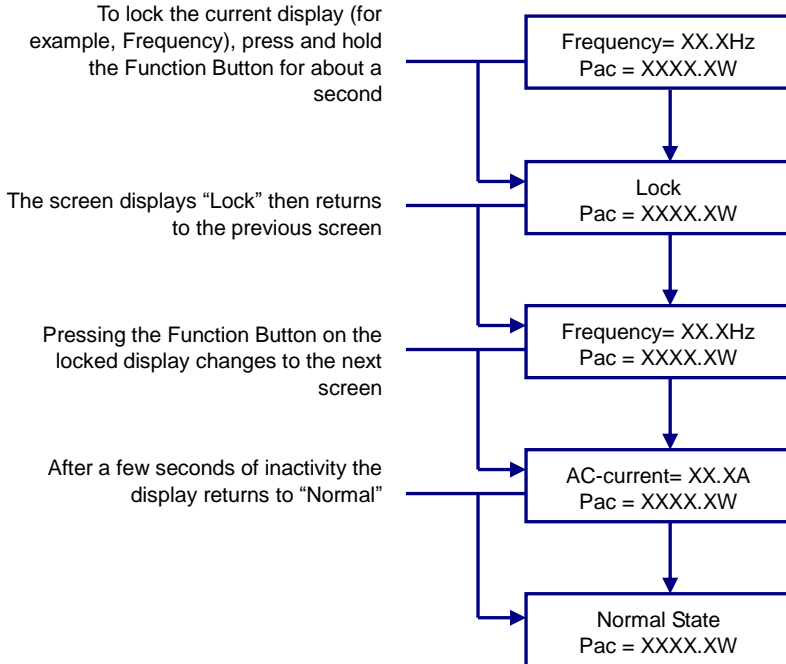 To lock the current display (for
example, Frequency), press and hold
the Function Button for about a
second
Frequency= XX.XHz
Pac = XXXX.XW
The screen displays “Lock” then returns
to the previous screen
Lock
Pac = XXXX.XW
Pressing the Function Button on the
locked display changes to the next
screen
Frequency= XX.XHz
Pac = XXXX.XW
After a few seconds of inactivity the
display returns to “Normal”
AC-current= XX.XA
Pac = XXXX.XW
Normal State
Pac = XXXX.XW